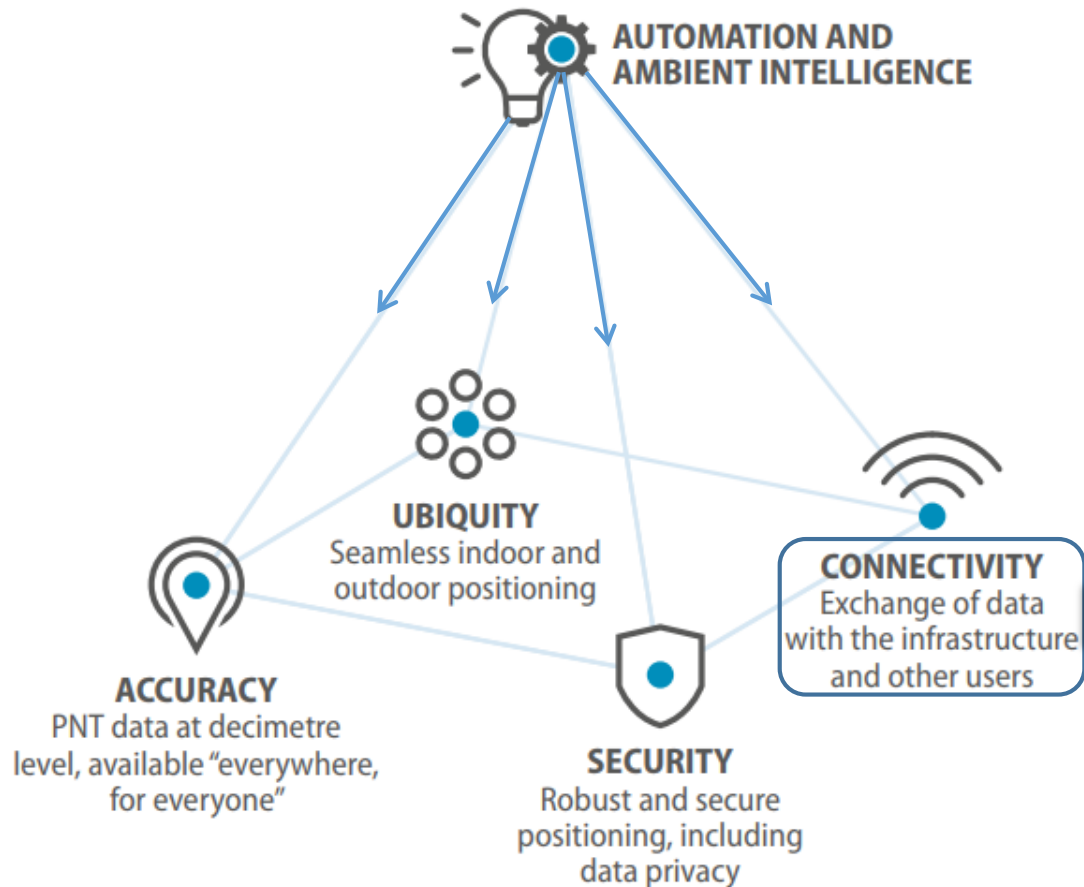 AUTOMATION AND
AMBIENT INTELLIGENCE
UBIQUITY
Seamless indoor and
outdoor positioning
CONNECTIVITY
Exchange of data
with the infrastructure
and other users
ACCURACY
PNT data at decimetre
level, available “everywhere,
for everyone”
SECURITY
Robust and secure
positioning, including
data privacy